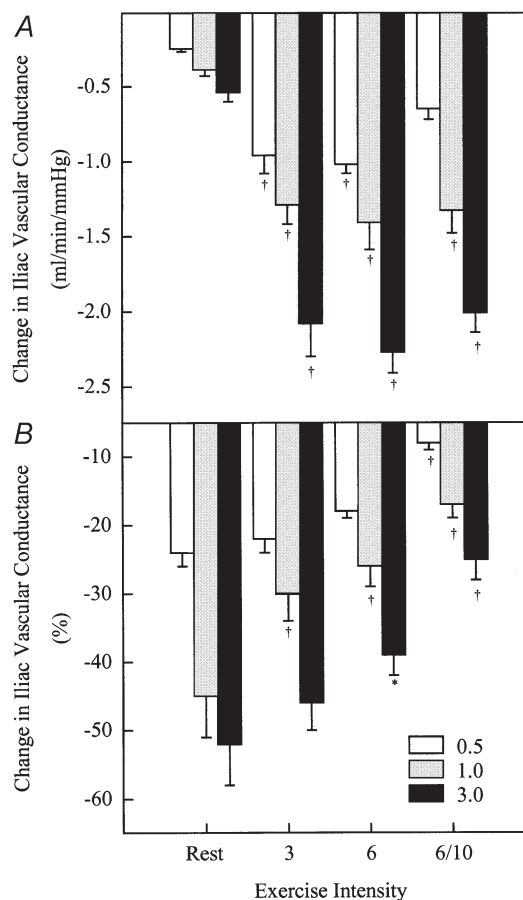 A
Change in Iliac Vascular Conductance
(ml/min/mmHg)
-0.5
-1.0
-1.5
-2.0
-2.5
† † † † † † † †
B
Change in Iliac Vascular Conductance
(%)
-10
-20
-30
-40
-50
-60
† † * † † †
0.5
1.0
3.0
Rest 3 6 6/10
Exercise Intensity